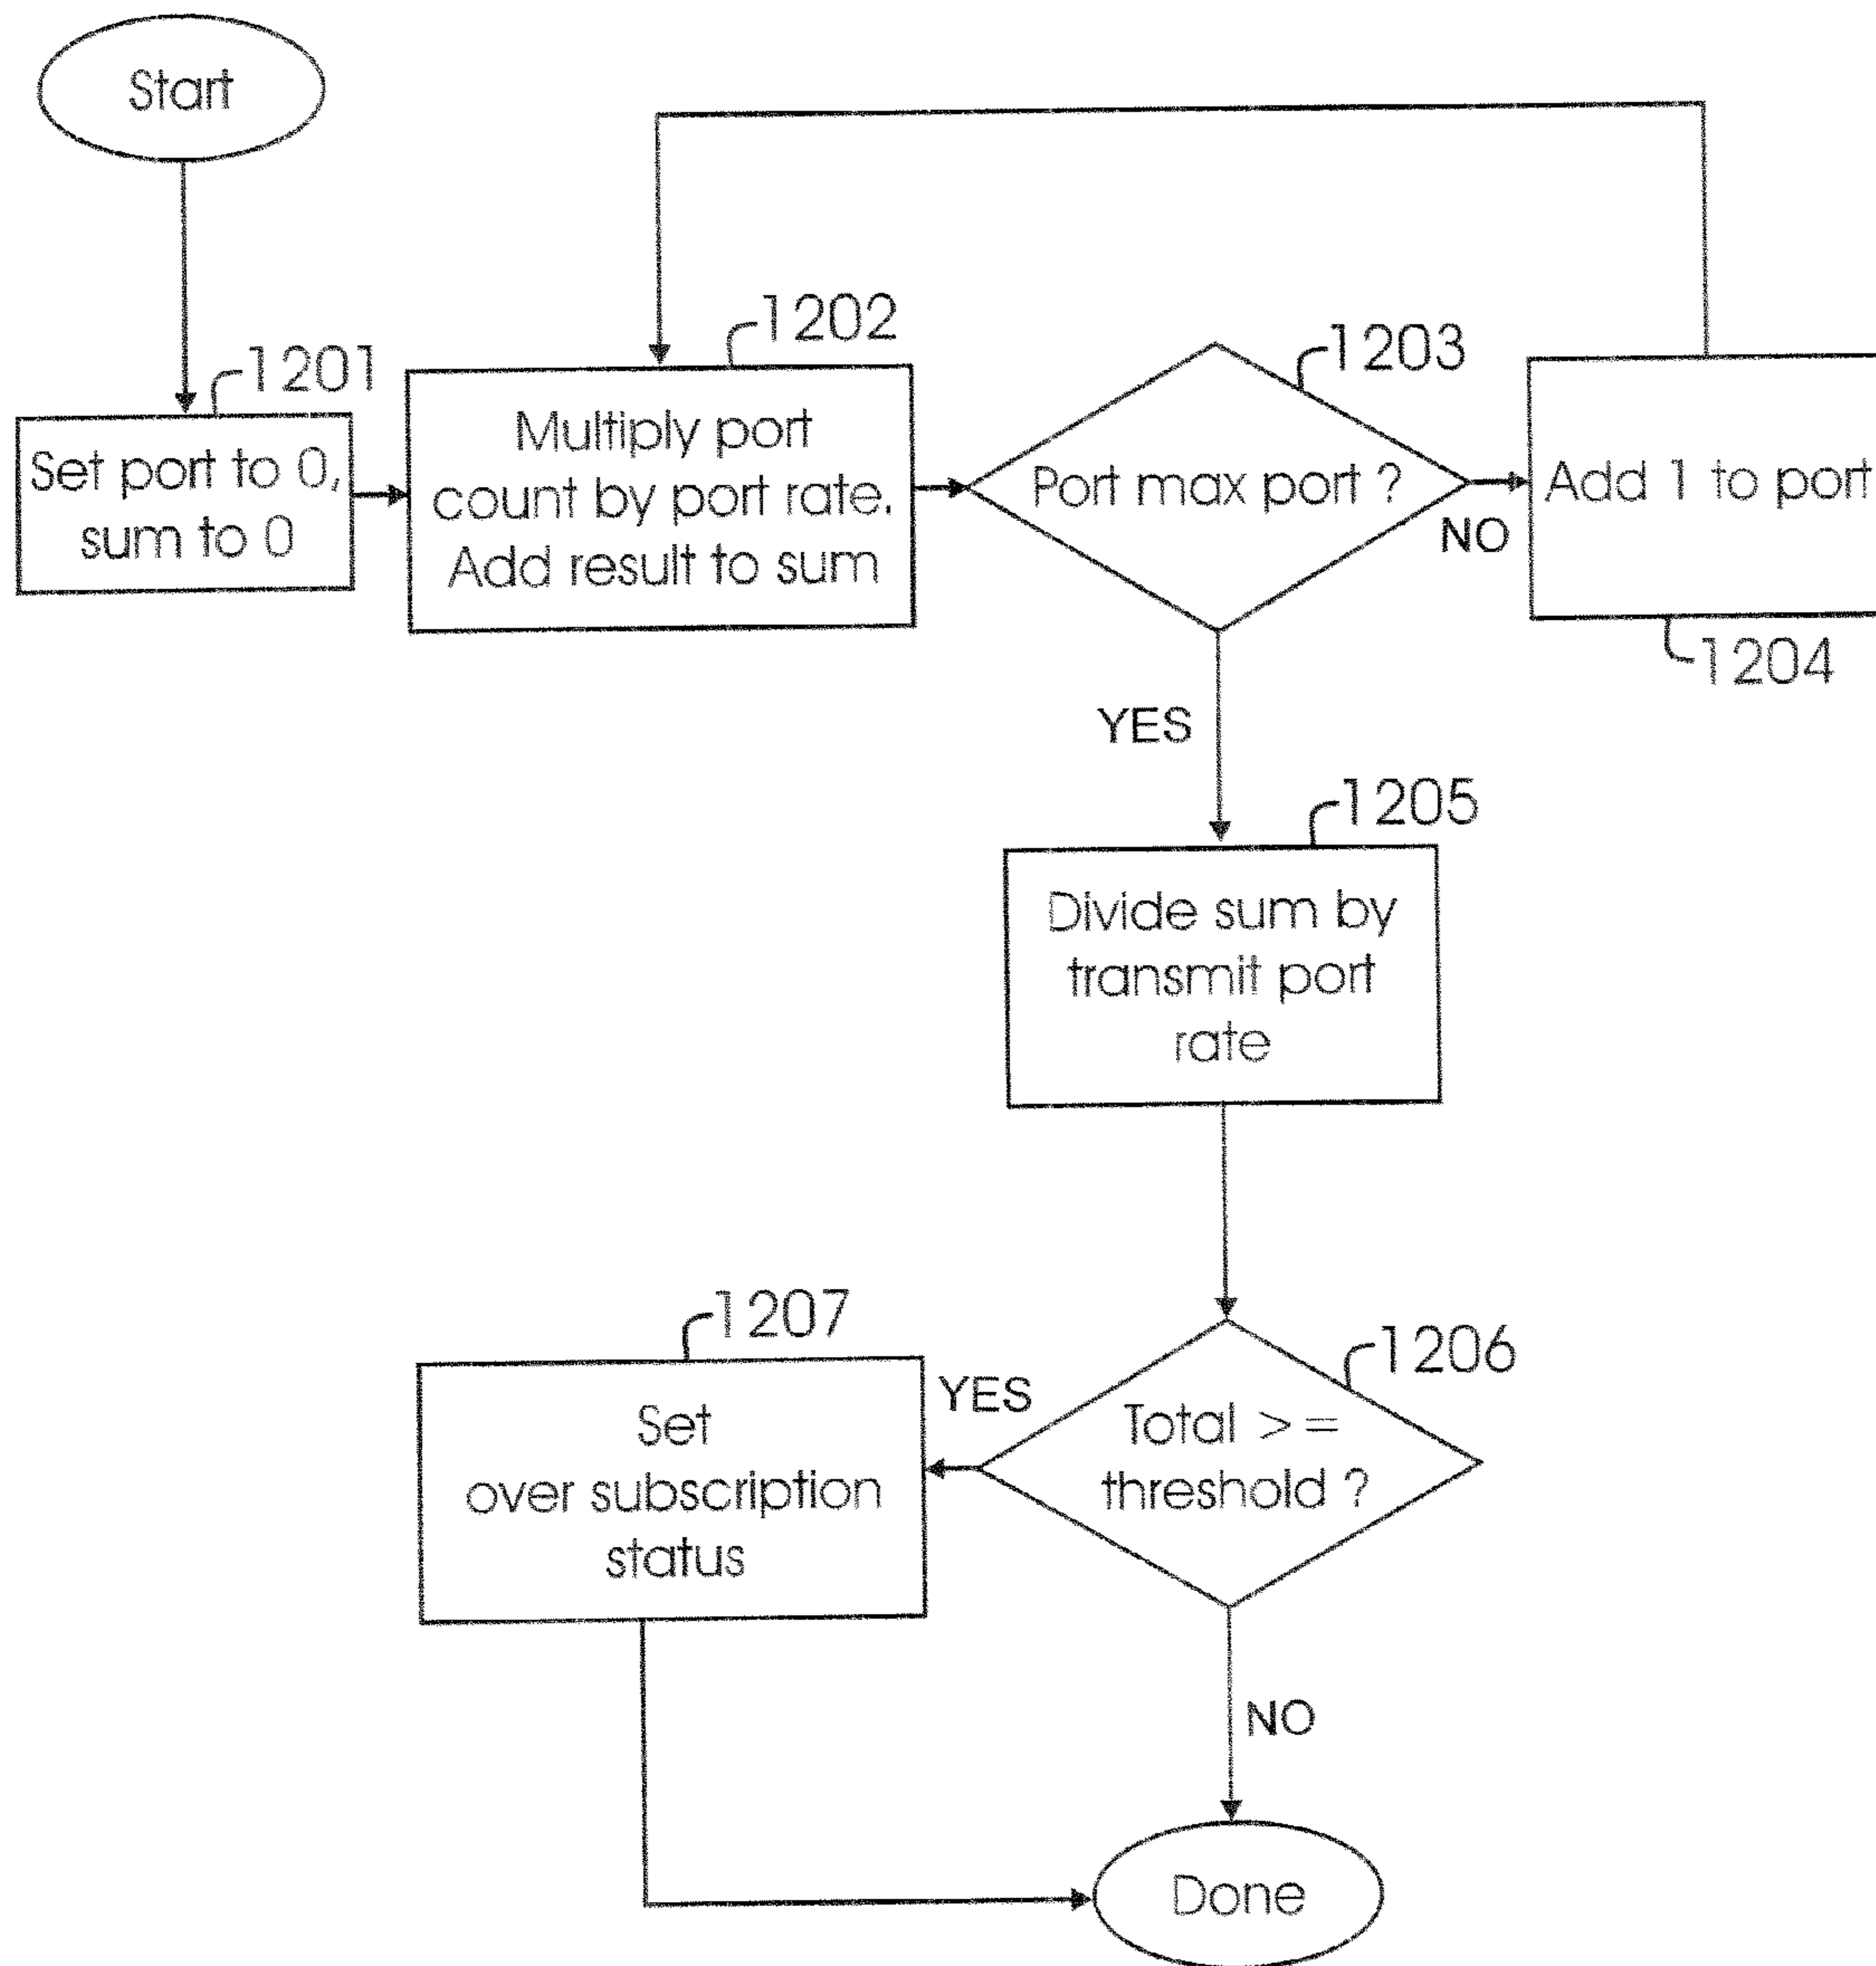 Start
1201
Set port to 0,
sum to 0
1202
Multiply port
count by port rate.
Add result to sum
1203
Port max port ?
NO
Add 1 to port
1204
YES
1205
Divide sum by
transmit port
rate
1206
Total > =
threshold ?
YES
1207
Set
over subscription
status
NO
Done